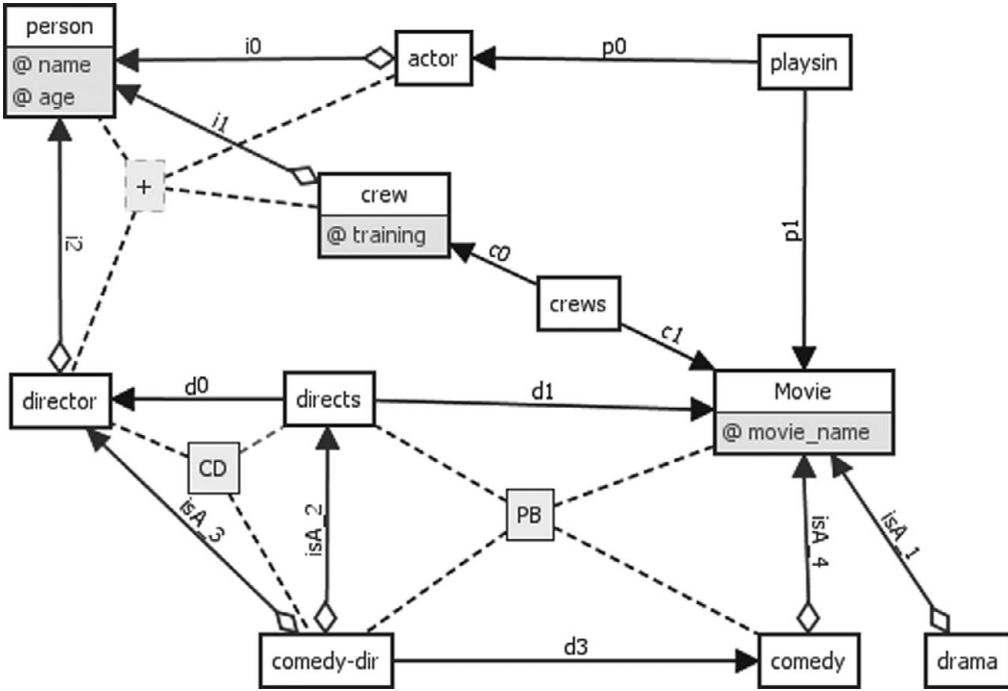 person
@ name
@ age
i0
actor
p0
playsin
i1
+
crew
@ training
i2
c0
p1
crews
c1
director
d0
directs
d1
Movie
@ movie_name
CD
PB
isA_3
isA_2
isA_4
isA_1
comedy-dir
d3
comedy
drama